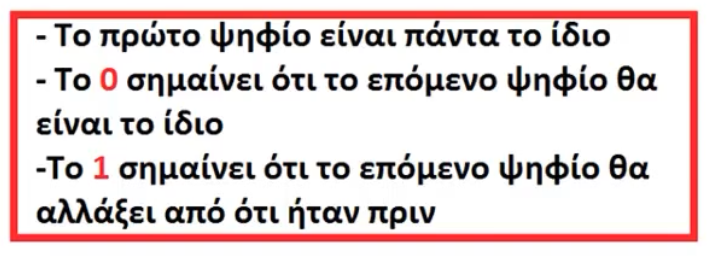 - Το πρώτο ψηφίο είναι πάντα το ίδιο
- Το 0 σημαίνει ότι το επόμενο ψηφίο θα
είναι το ίδιο
-Το 1 σημαίνει ότι το επόμενο ψηφίο θα
αλλάξει από ότι ήταν πριν